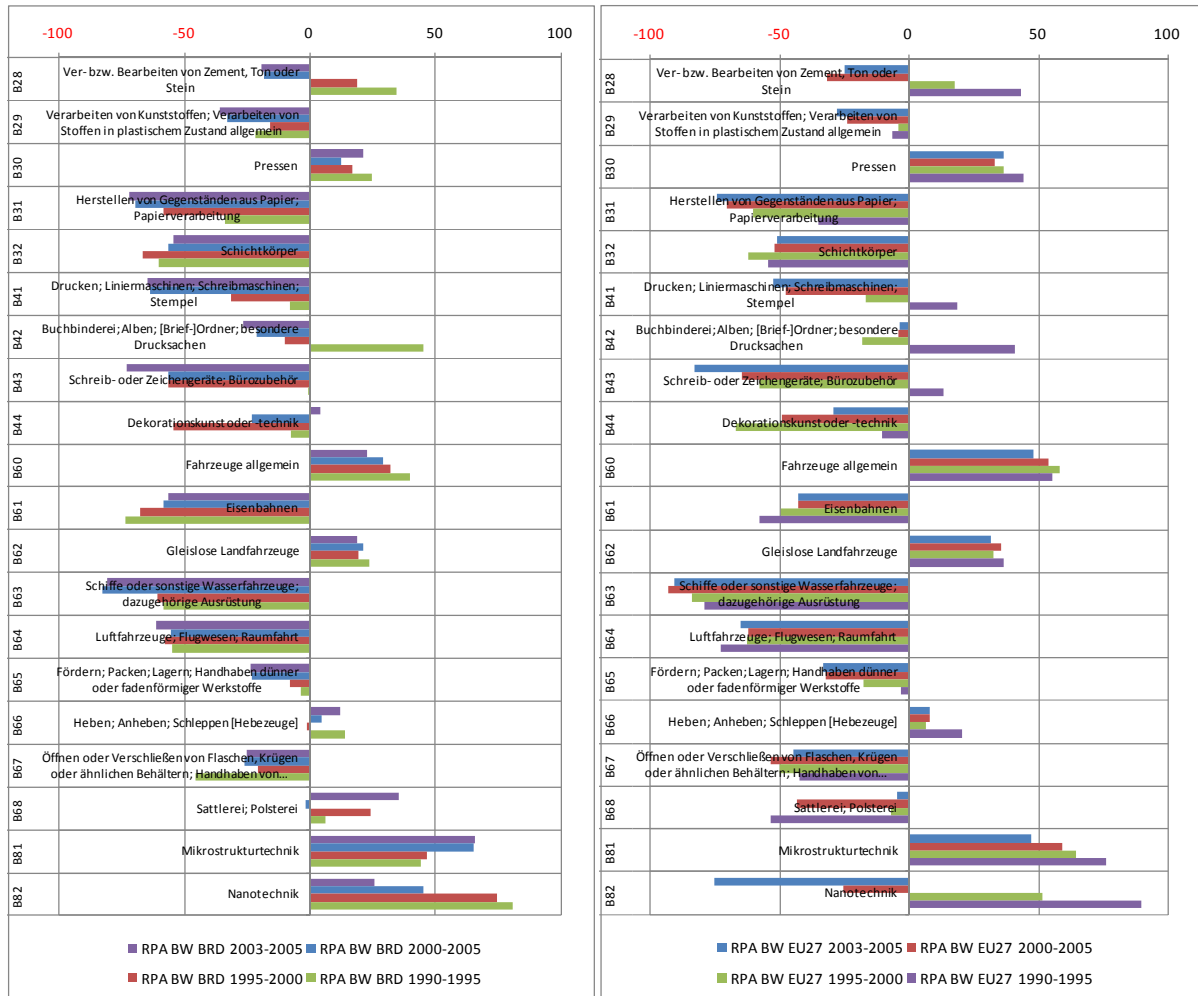 -100 -50 0 50 100
B28 Ver- bzw. Bearbeiten von Zement, Ton oder
Stein
B29 Verarbeiten von Kunststoffen; Verarbeiten von
Stoffen in plastischem Zustand allgemein
B30 Pressen
B31 Herstellen von Gegenständen aus Papier;
Papierverarbeitung
B32 Schichtkörper
B41 Drucken; Liniermaschinen; Schreibmaschinen;
Stempel
B42 Buchbinderei; Alben; [Brief-]Ordner; besondere
Drucksachen
B43 Schreib- oder Zeichengeräte; Bürozubehör
B44 Dekorationskunst oder -technik
B60 Fahrzeuge allgemein
B61 Eisenbahnen
B62 Gleislose Landfahrzeuge
B63 Schiffe oder sonstige Wasserfahrzeuge;
dazugehörige Ausrüstung
B64 Luftfahrzeuge; Flugwesen; Raumfahrt
B65 Fördern; Packen; Lagern; Handhaben dünner
oder fadenförmiger Werkstoffe
B66 Heben; Anheben; Schleppen [Hebezeuge]
B67 Öffnen oder Verschließen von Flaschen, Krügen
oder ähnlichen Behältern; Handhaben von...
B68 Sattlerei; Polsterei
B81 Mikrostrukturtechnik
B82 Nanotechnik
RPA BW BRD 2003-2005 RPA BW BRD 2000-2005
RPA BW BRD 1995-2000 RPA BW BRD 1990-1995
-100 -50 0 50 100
B28 Ver- bzw. Bearbeiten von Zement, Ton oder
Stein
B29 Verarbeiten von Kunststoffen; Verarbeiten von
Stoffen in plastischem Zustand allgemein
B30 Pressen
B31 Herstellen von Gegenständen aus Papier;
Papierverarbeitung
B32 Schichtkörper
B41 Drucken; Liniermaschinen; Schreibmaschinen;
Stempel
B42 Buchbinderei; Alben; [Brief-]Ordner; besondere
Drucksachen
B43 Schreib- oder Zeichengeräte; Bürozubehör
B44 Dekorationskunst oder -technik
B60 Fahrzeuge allgemein
B61 Eisenbahnen
B62 Gleislose Landfahrzeuge
B63 Schiffe oder sonstige Wasserfahrzeuge;
dazugehörige Ausrüstung
B64 Luftfahrzeuge; Flugwesen; Raumfahrt
B65 Fördern; Packen; Lagern; Handhaben dünner
oder fadenförmiger Werkstoffe
B66 Heben; Anheben; Schleppen [Hebezeuge]
B67 Öffnen oder Verschließen von Flaschen, Krügen
oder ähnlichen Behältern; Handhaben von...
B68 Sattlerei; Polsterei
B81 Mikrostrukturtechnik
B82 Nanotechnik
RPA BW EU27 2003-2005 RPA BW EU27 2000-2005
RPA BW EU27 1995-2000 RPA BW EU27 1990-1995